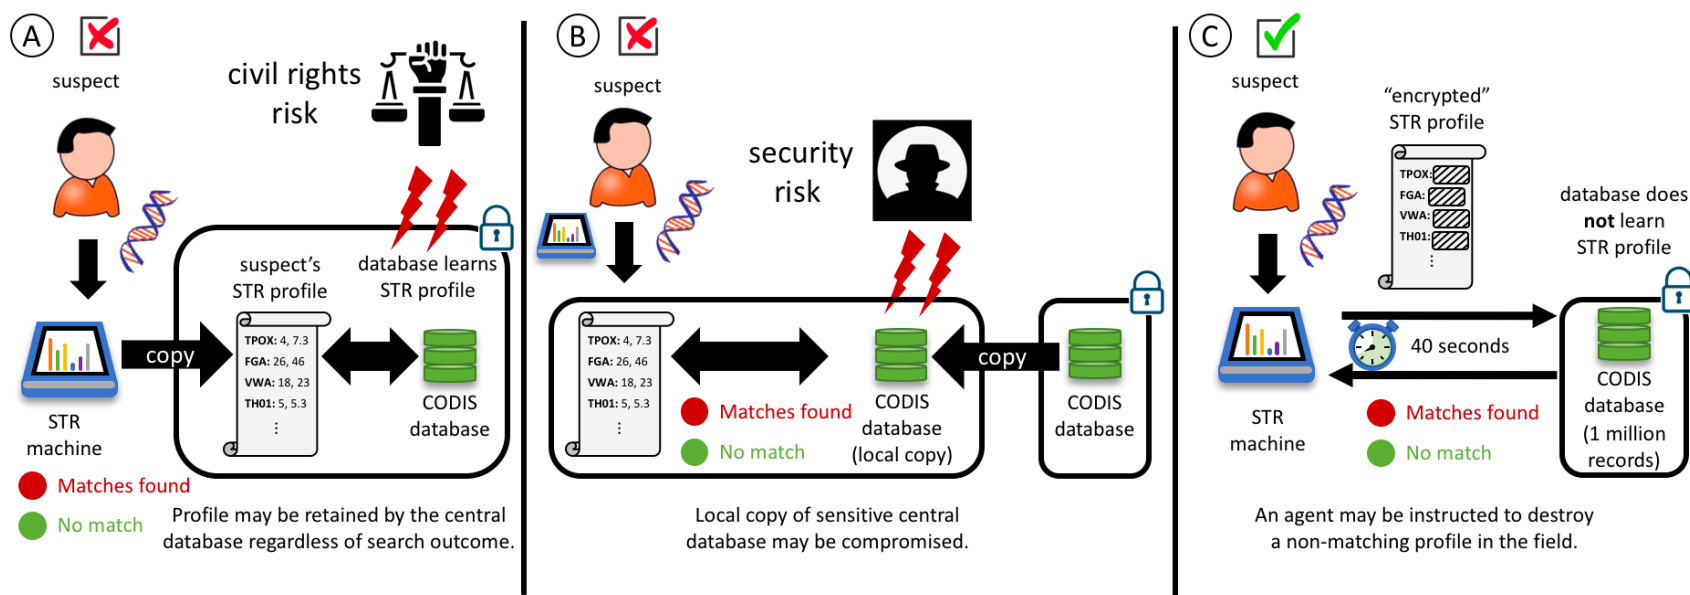 A
suspect
civil rights
risk
suspect's
STR profile
database learns
STR profile
copy
TPOX: 4, 7.3
FGA: 26, 46
VWA: 18, 23
TH01: 5, 5.3
⋮
CODIS
database
STR
machine
Matches found
No match
Profile may be retained by the central
database regardless of search outcome.
B
suspect
security
risk
TPOX: 4, 7.3
FGA: 26, 46
VWA: 18, 23
TH01: 5, 5.3
⋮
Matches found
No match
CODIS
database
(local copy)
copy
CODIS
database
Local copy of sensitive central
database may be compromised.
C
suspect
“encrypted”
STR profile
TPOX:
FGA:
VWA:
TH01:
⋮
database does
not learn
STR profile
40 seconds
STR
machine
Matches found
No match
CODIS
database
(1 million
records)
An agent may be instructed to destroy
a non-matching profile in the field.